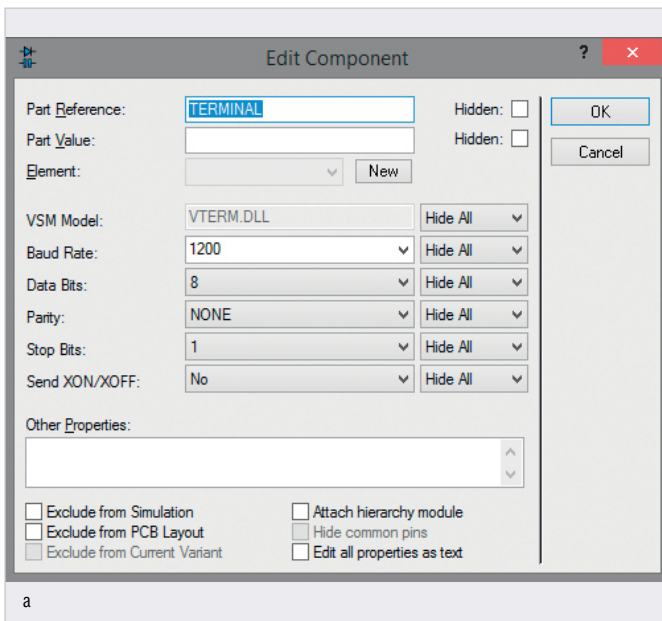 Edit Component
?
Part Reference: TERMINAL Hidden: OK
Part Value: Hidden: Cancel
Element: New
VSM Model: VTERM.DLL Hide All
Baud Rate: 1200 Hide All
Data Bits: 8 Hide All
Parity: NONE Hide All
Stop Bits: 1 Hide All
Send XON/XOFF: No Hide All
Other Properties:
Exclude from Simulation Attach hierarchy module
Exclude from PCB Layout Hide common pins
Exclude from Current Variant Edit all properties as text
a